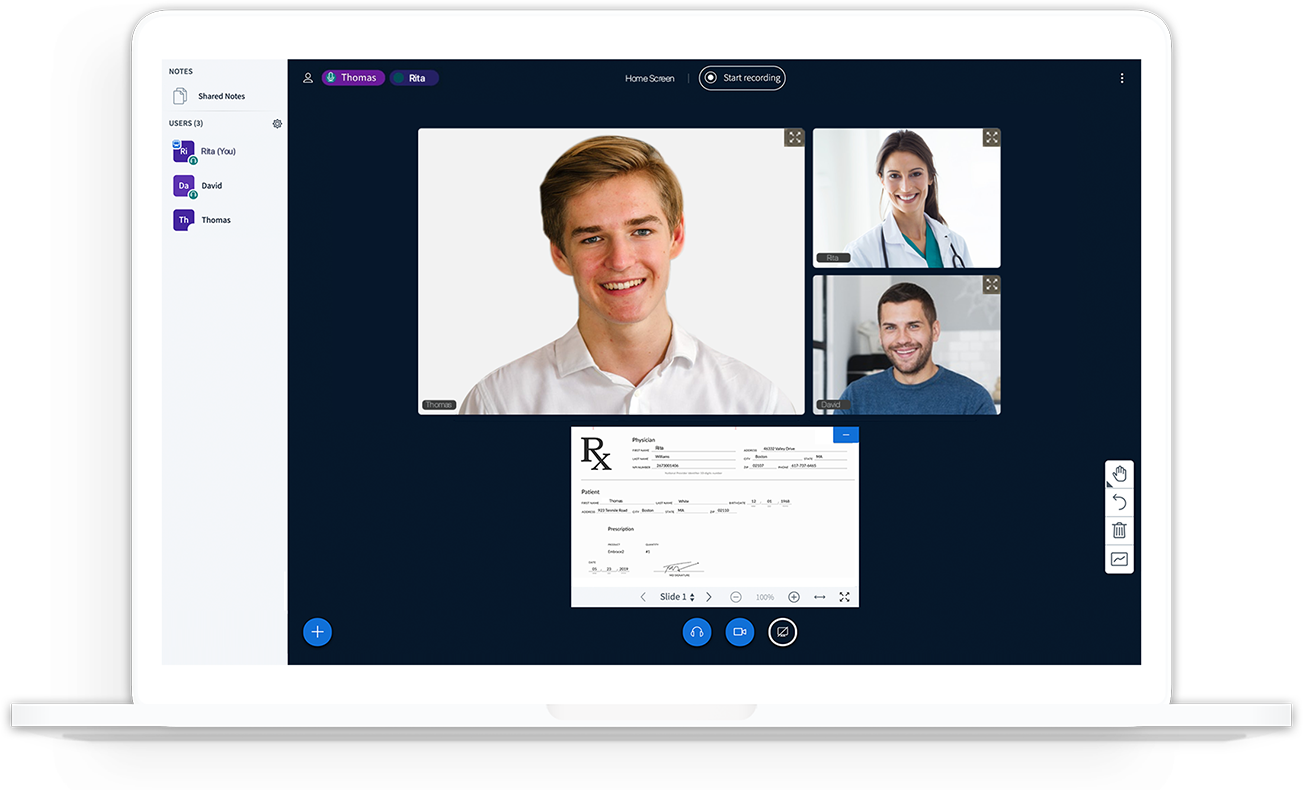 NOTES
Shared Notes
USERS (3)
Ri Rita (You)
Da David
Th Thomas
Thomas Rita
Home Screen | Start recording
Thomas
Rita
David
Rx
Physician
FIRST NAME Rita ADDRESS 46332 Valley Drive
LAST NAME Williams CITY Boston STATE MA
NPI NUMBER 2673001406 ZIP 02107 PHONE 617-737-6465
Patient
FIRST NAME Thomas LAST NAME White BIRTHDATE 12 . 01 . 1968
ADDRESS 923 Tennide Road CITY Boston STATE MA ZIP 02110
Prescription
PRODUCT QUANTITY
Embrace2 #1
DATE
01 . 23 . 2019
MD SIGNATURE
Slide 1 100%